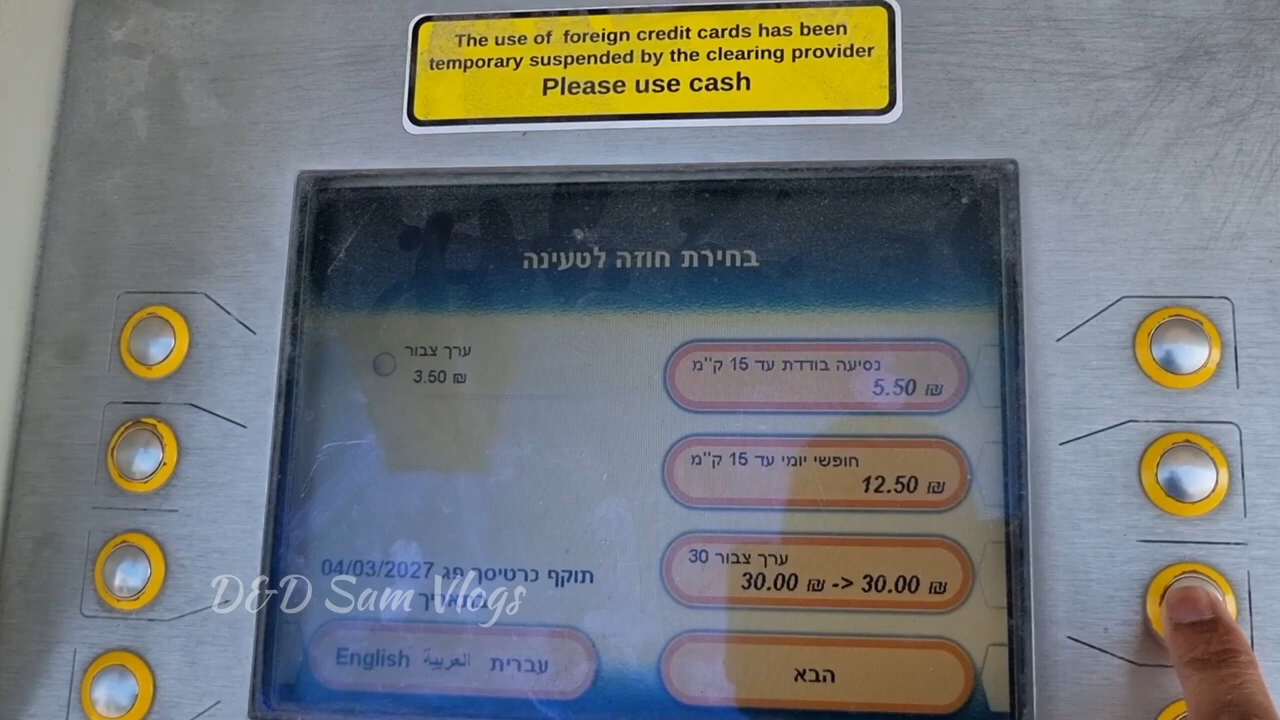 The use of foreign credit cards has been
temporary suspended by the clearing provider
Please use cash
בחירת חוזה לטעינה
נסיעה בודדת עד 15 ק"מ
5.50 ₪
ערך צבור
3.50 ₪
חופשי יומי עד 15 ק"מ
12.50 ₪
ערך צבור 30
30.00 ₪ -> 30.00 ₪
תוקף כרטיסך פג 04/03/2027
בתאריך
הבא
עברית العربية English
D&D Sam Vlogs